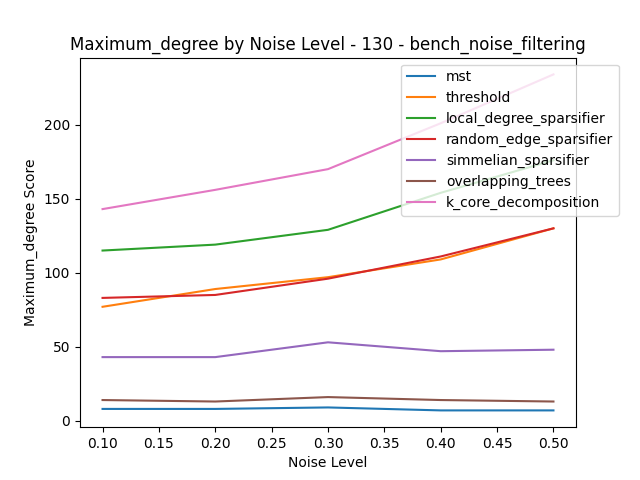 Maximum_degree by Noise Level - 130 - bench_noise_filtering
mst
threshold
local_degree_sparsifier
random_edge_sparsifier
simmelian_sparsifier
overlapping_trees
k_core_decomposition
Maximum_degree Score
200
150
100
50
0
0.10 0.15 0.20 0.25 0.30 0.35 0.40 0.45 0.50
Noise Level